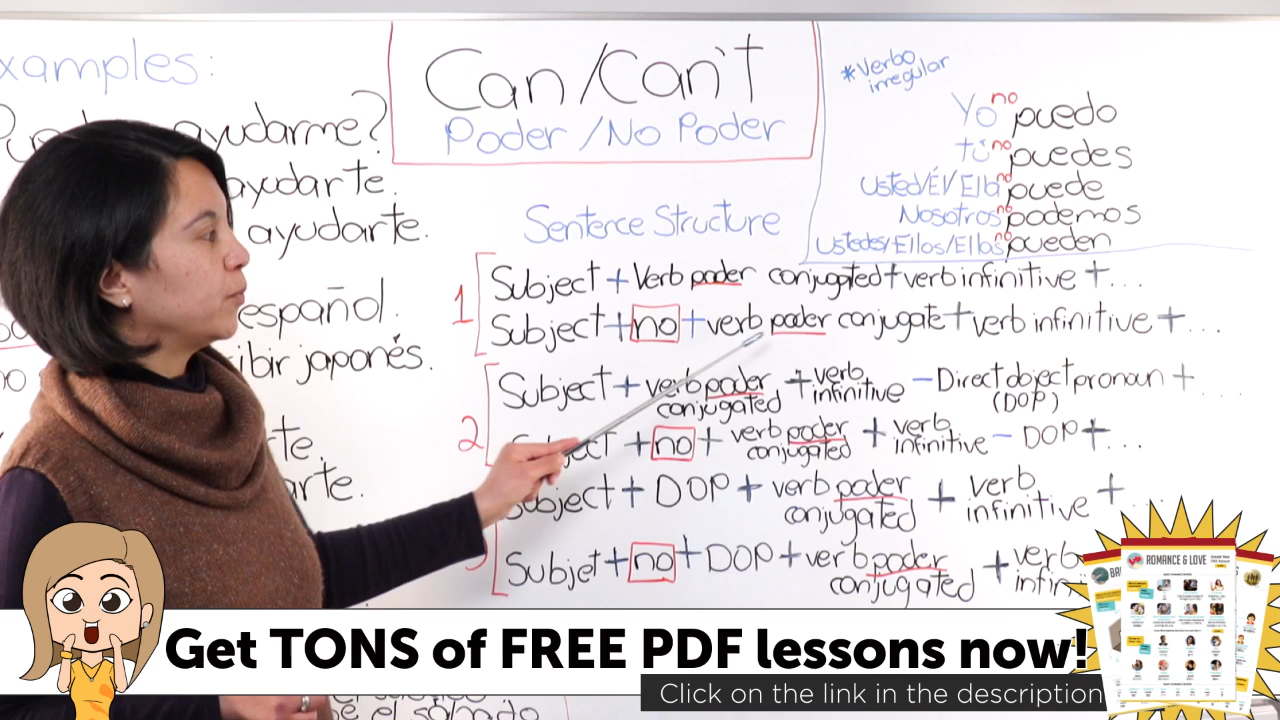 xamples:
ayudarme?
ayudarte.
ayudarte.
español.
ribir japonés.
no
te.
arte.
Can/Can't
Poder/No Poder
*Verbo
irregular
Yo no puedo
tú no puedes
Usted/Él/Ella no puede
Nosotros no podemos
Ustedes/Ellos/Ellas no pueden
Sentence Structure
1
Subject + Verb poder conjugated + verb infinitive + ...
Subject + no + verb poder conjugate + verb infinitive + ...
2
Subject + verb poder conjugated + verb infinitive - Direct object pronoun (DOP) + ...
Subject + no + verb poder conjugated + verb infinitive - DOP + ...
Subject + DOP + verb poder conjugated + verb infinitive + ...
Subjet + no + DOP + verb poder conjugated + verb
ROMANCE & LOVE
Get TONS of FREE PDF lessons now!
Click on the link in the description